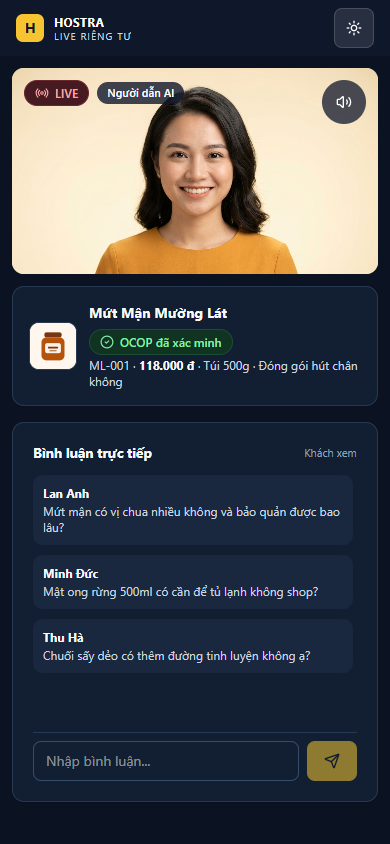 H
HOSTRA
LIVE RIÊNG TƯ
LIVE
Người dẫn AI
Mứt Mận Mường Lát
OCOP đã xác minh
ML-001 · 118.000 đ · Túi 500g · Đóng gói hút chân
không
Bình luận trực tiếp
Khách xem
Lan Anh
Mứt mận có vị chua nhiều không và bảo quản được bao
lâu?
Minh Đức
Mật ong rừng 500ml có cần để tủ lạnh không shop?
Thu Hà
Chuối sấy dẻo có thêm đường tinh luyện không ạ?
Nhập bình luận...